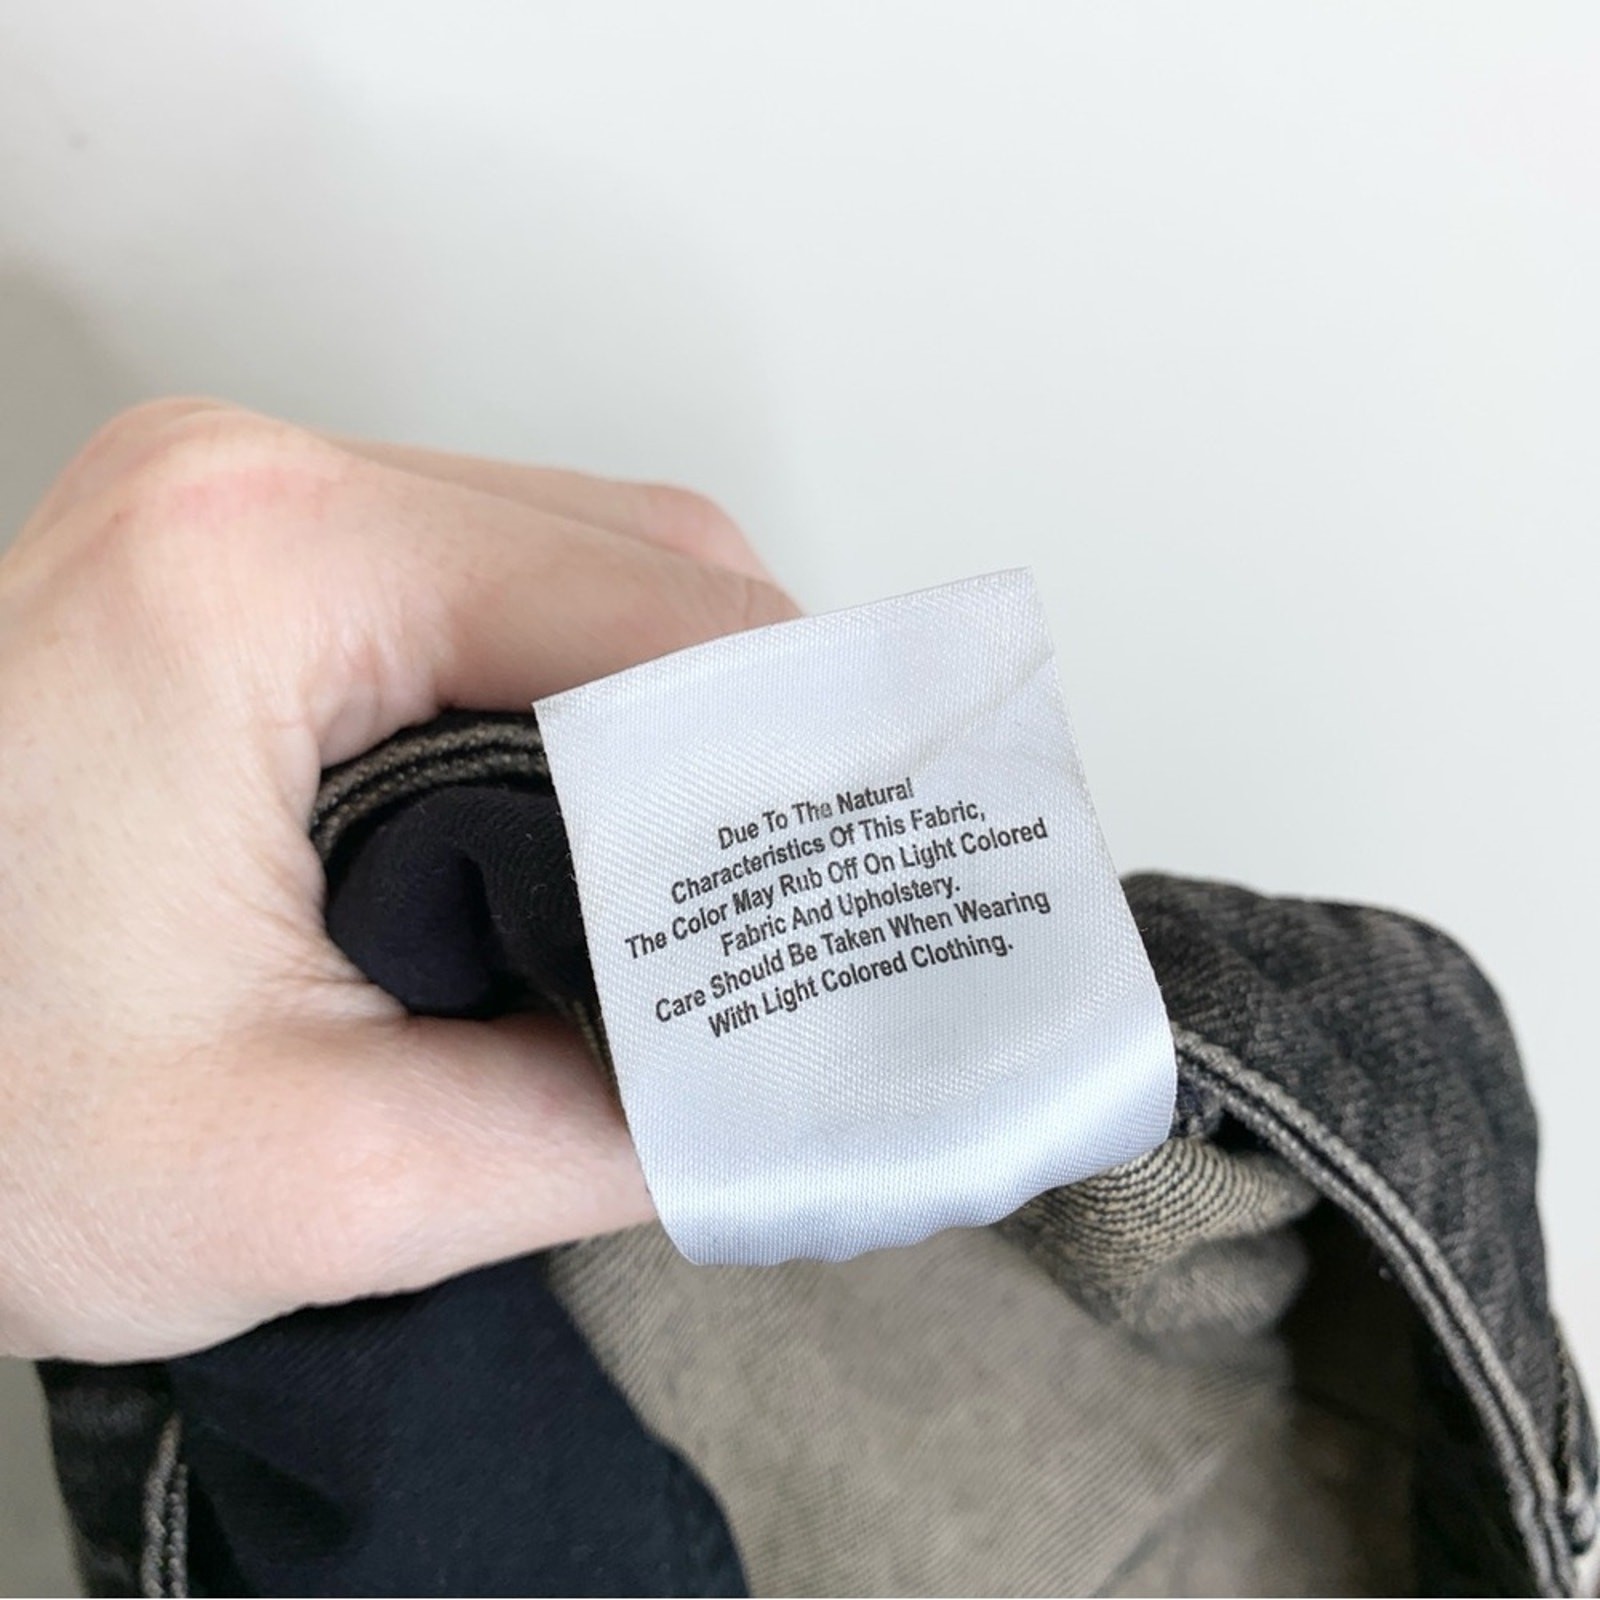 Due To The Natural
Characteristics Of This Fabric,
The Color May Rub Off On Light Colored
Fabric And Upholstery.
Care Should Be Taken When Wearing
With Light Colored Clothing.